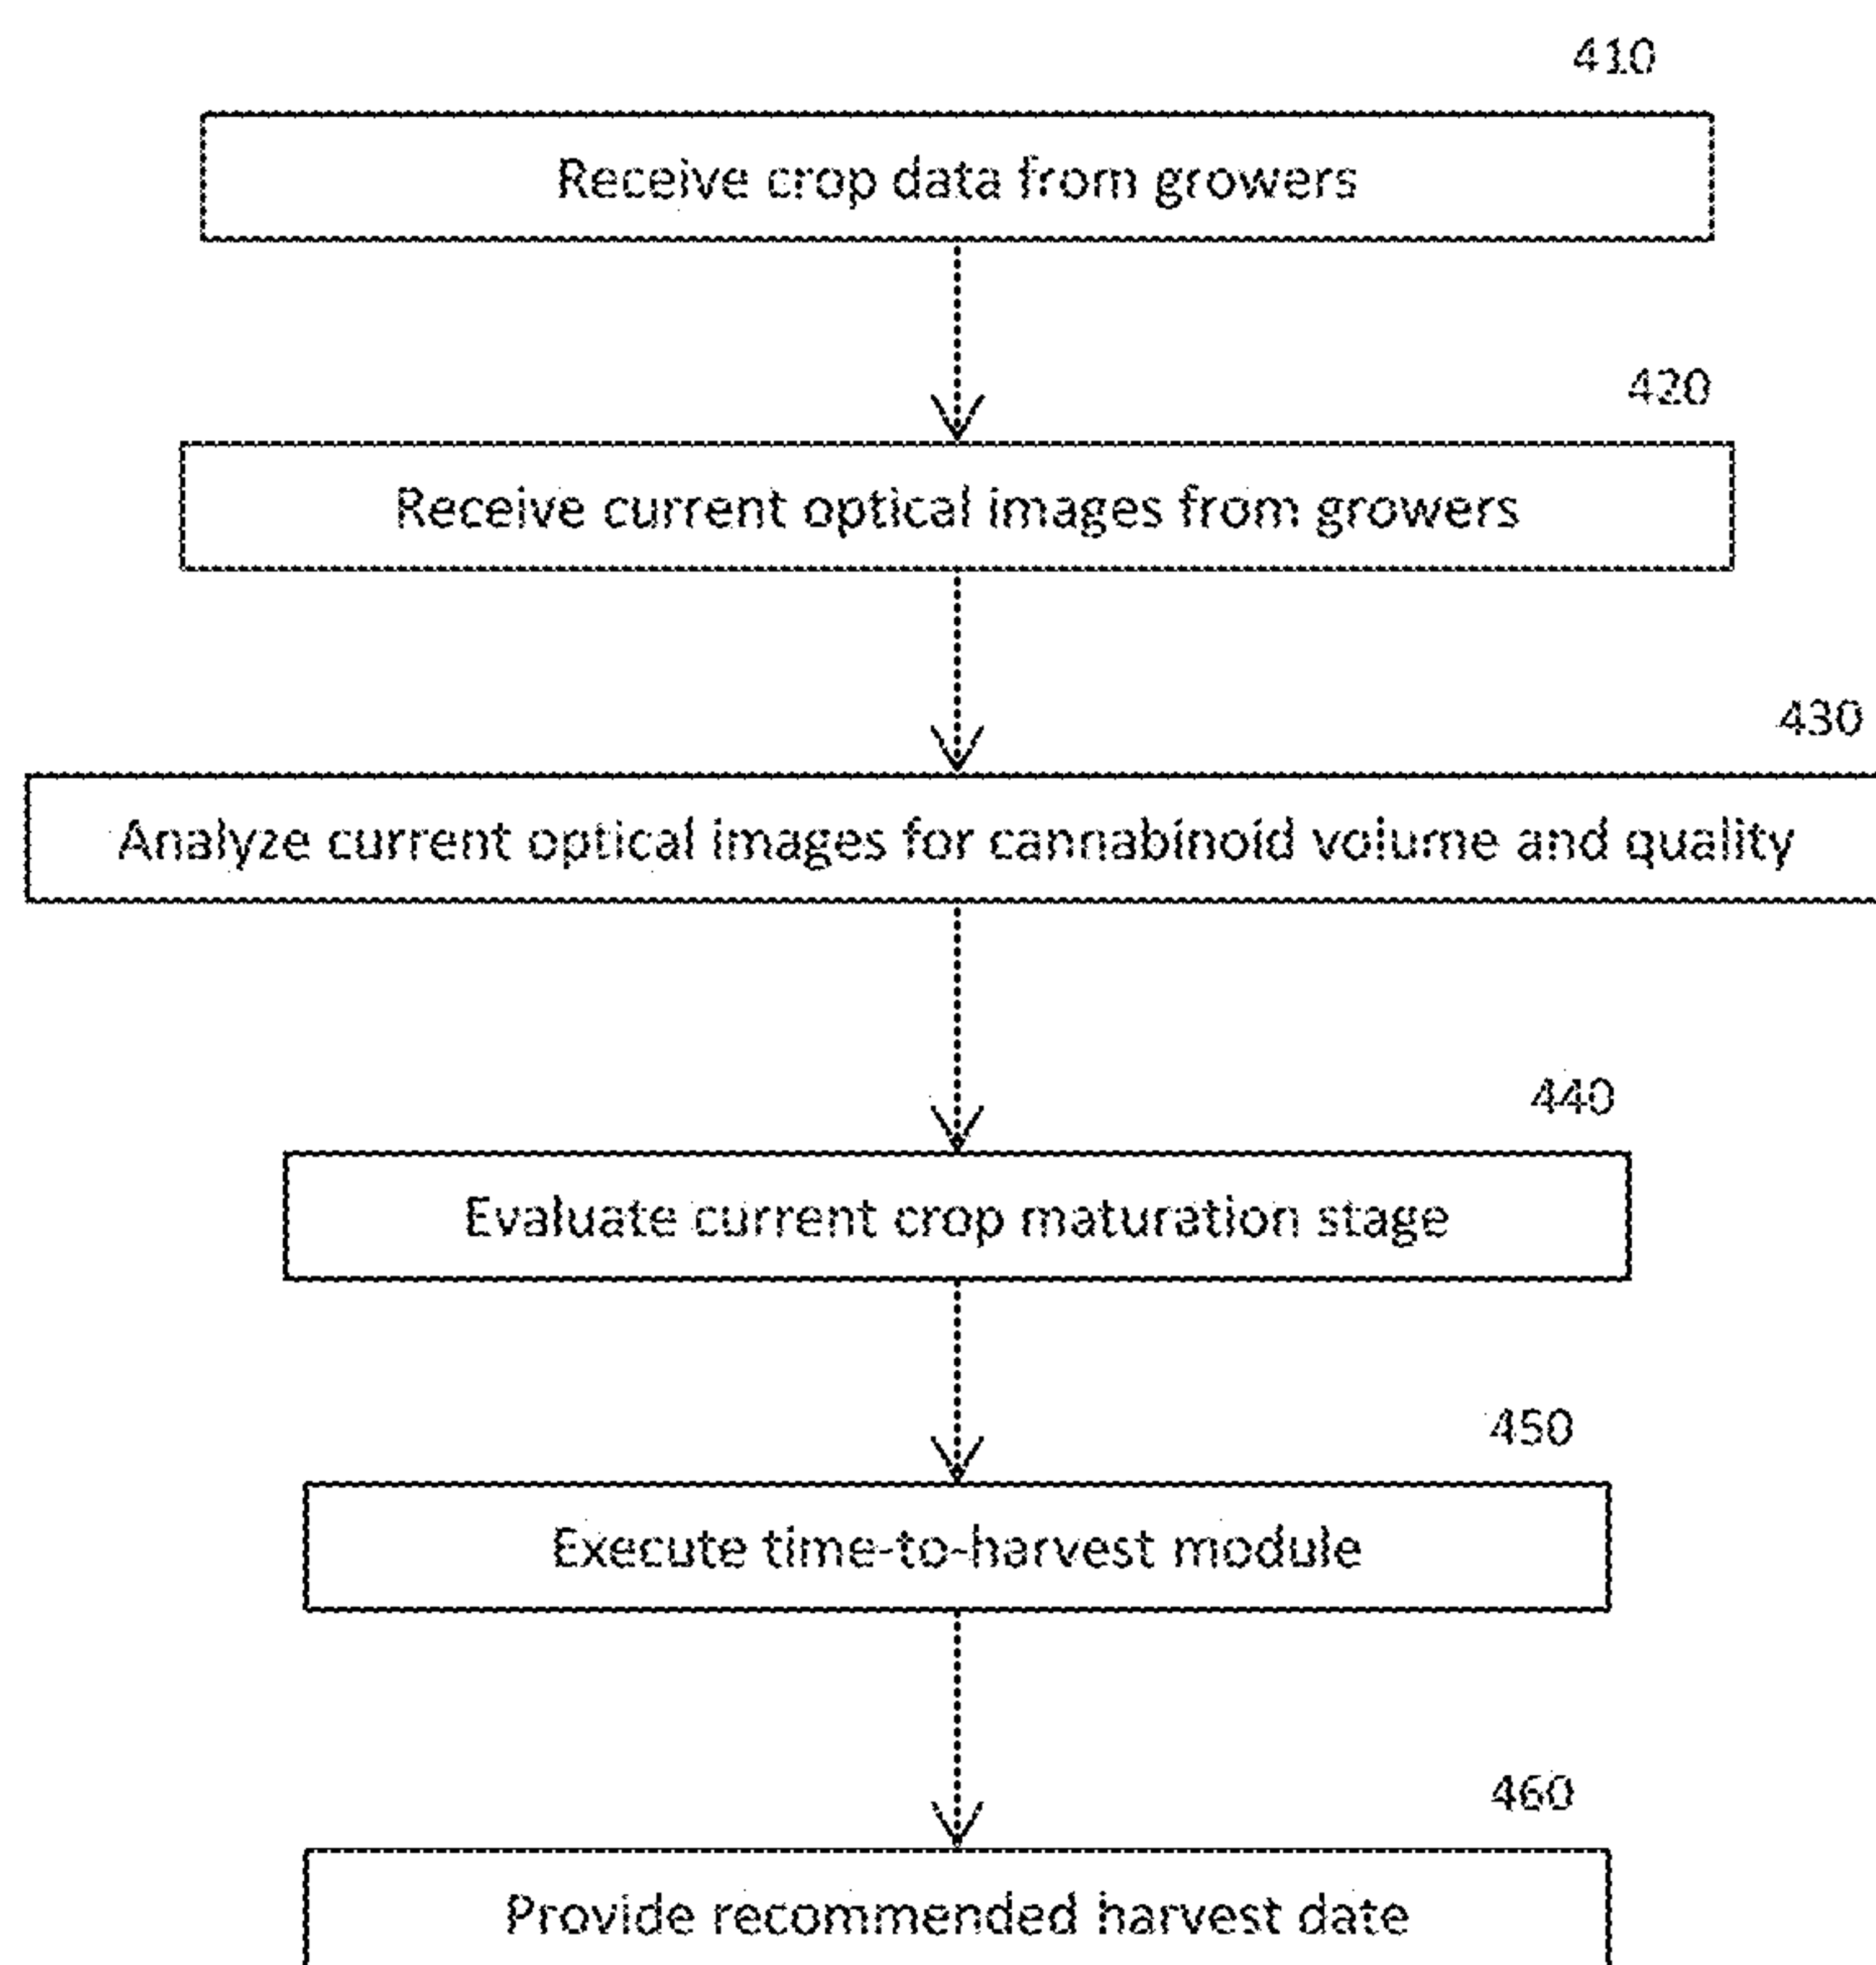 410
Receive crop data from growers
420
Receive current optical images from growers
430
Analyze current optical images for cannabinoid volume and quality
440
Evaluate current crop maturation stage
450
Execute time-to-harvest module
460
Provide recommended harvest date